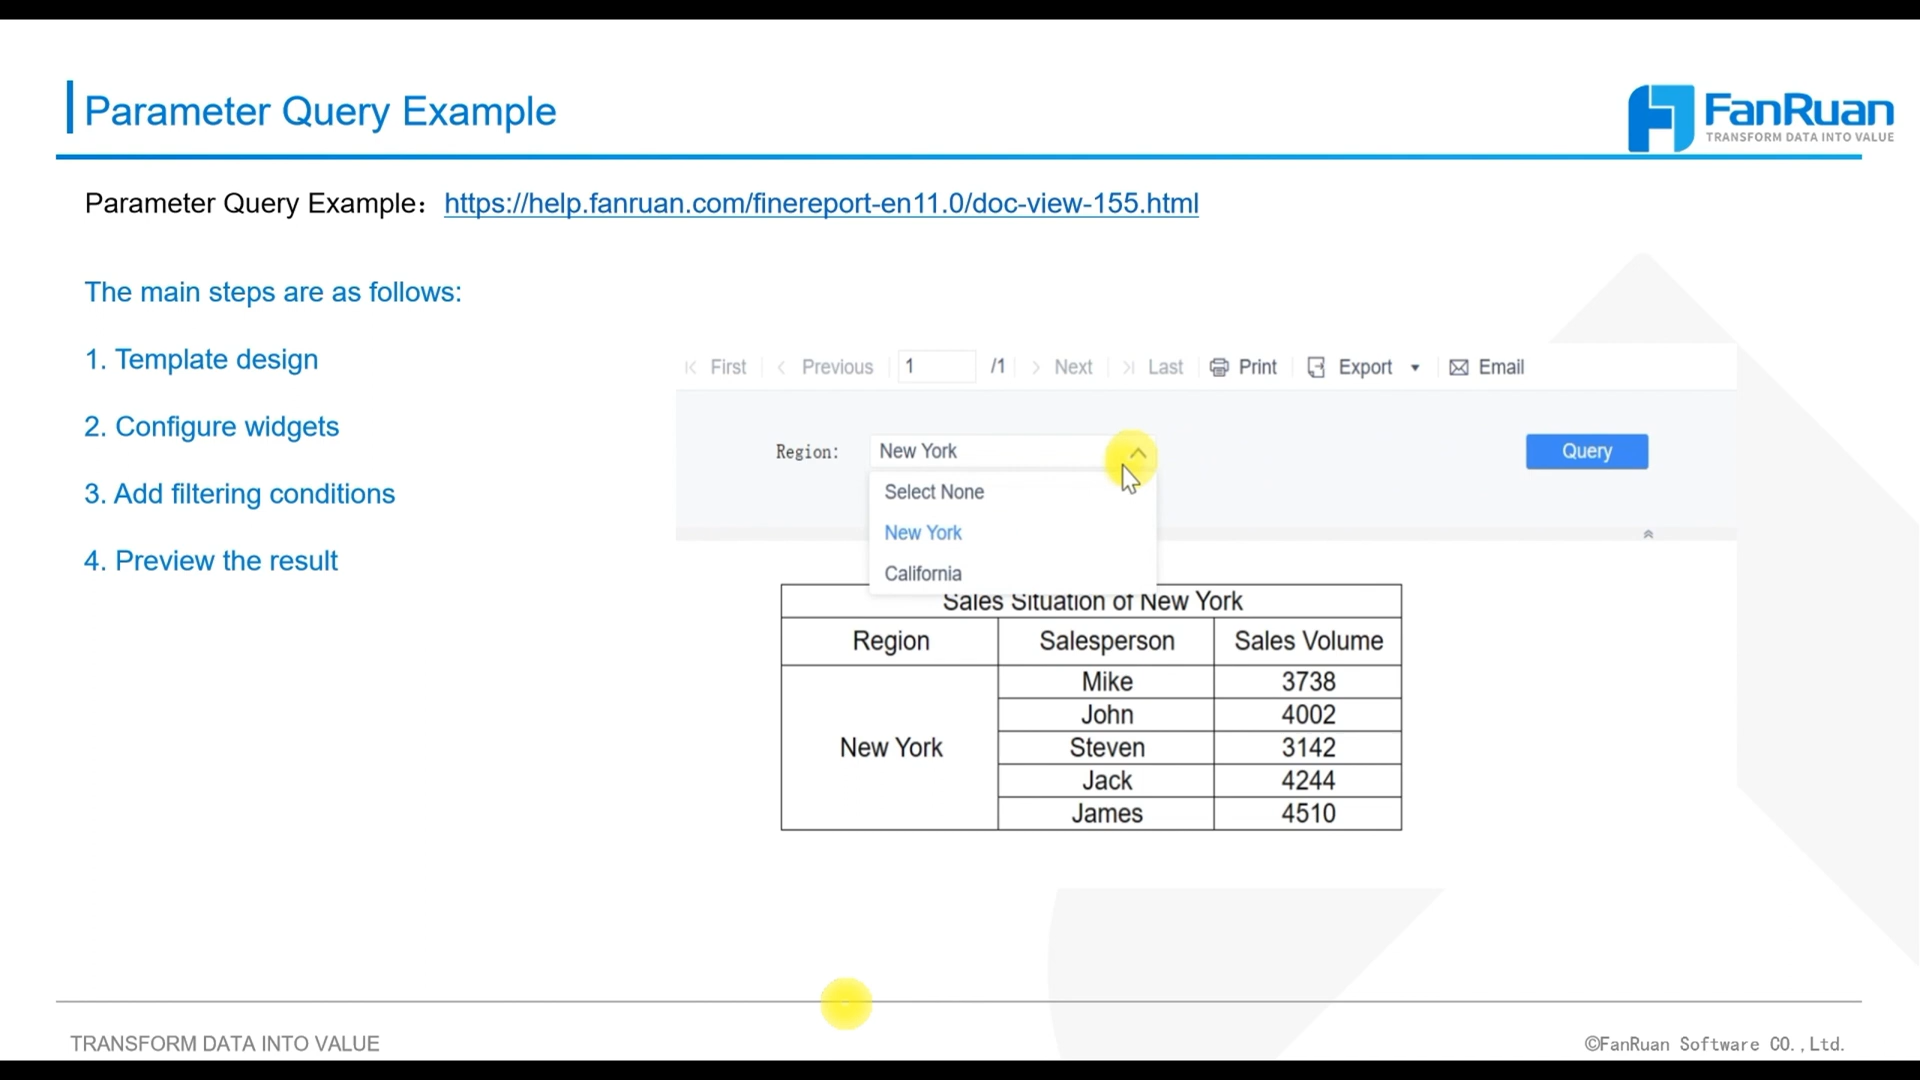 Parameter Query Example
FanRuan
TRANSFORM DATA INTO VALUE
Parameter Query Example：https://help.fanruan.com/finereport-en11.0/doc-view-155.html
The main steps are as follows:
1. Template design
2. Configure widgets
3. Add filtering conditions
4. Preview the result
First Previous 1 /1 Next Last Print Export Email
Region: New York Query
Select None
New York
California
Sales Situation of New York
Region Salesperson Sales Volume
Mike 3738
John 4002
New York Steven 3142
Jack 4244
James 4510
TRANSFORM DATA INTO VALUE
©FanRuan Software CO.,Ltd.